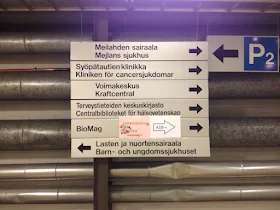 Meilahden sairaala
Mejlans sjukhus
P2
Syöpätautien klinikka
Kliniken för cancersjukdomar
Voimakeskus
Kraftcentral
Terveystieteiden keskuskirjasto
Centralbiblioteket för hälsovetenskap
BioMag
Lasten ja nuortensairaala
Barn- och ungdomssjukhuset